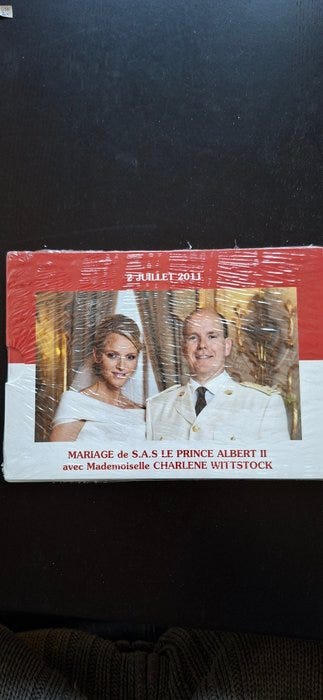 2 JUILLET 2011
MARIAGE de S.A.S LE PRINCE ALBERT II
avec Mademoiselle CHARLENE WITTSTOCK